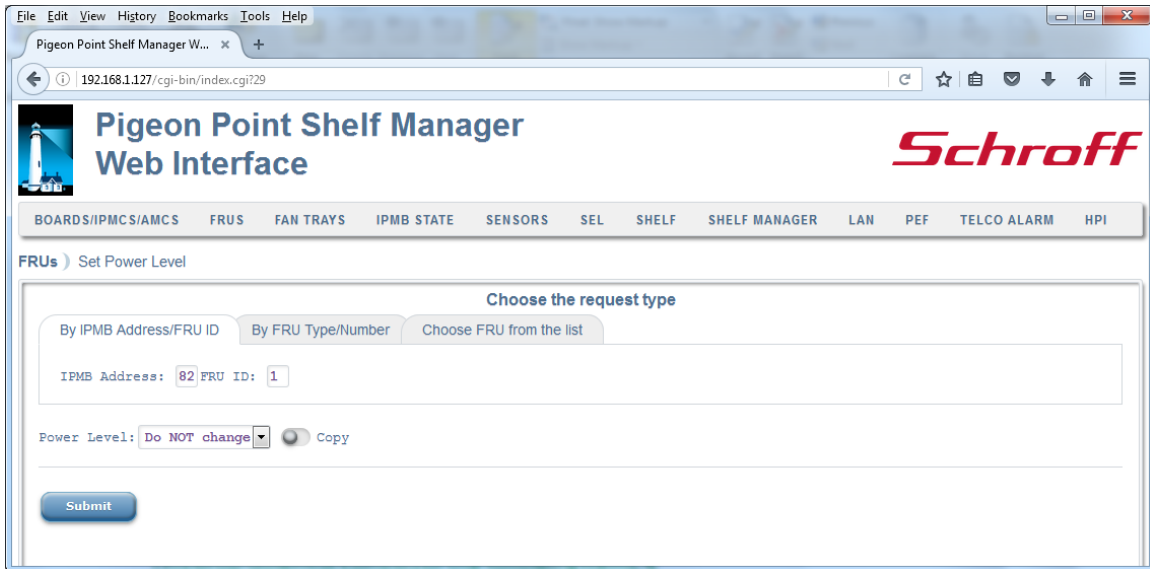 File Edit View History Bookmarks Tools Help
Pigeon Point Shelf Manager W... × +
192.168.1.127/cgi-bin/index.cgi?29
Pigeon Point Shelf Manager
Web Interface
Schroff
BOARDS/IPMCS/AMCS FRUS FAN TRAYS IPMB STATE SENSORS SEL SHELF SHELF MANAGER LAN PEF TELCO ALARM HPI
FRUs ) Set Power Level
Choose the request type
By IPMB Address/FRU ID By FRU Type/Number Choose FRU from the list
IPMB Address: 82 FRU ID: 1
Power Level: Do NOT change Copy
Submit